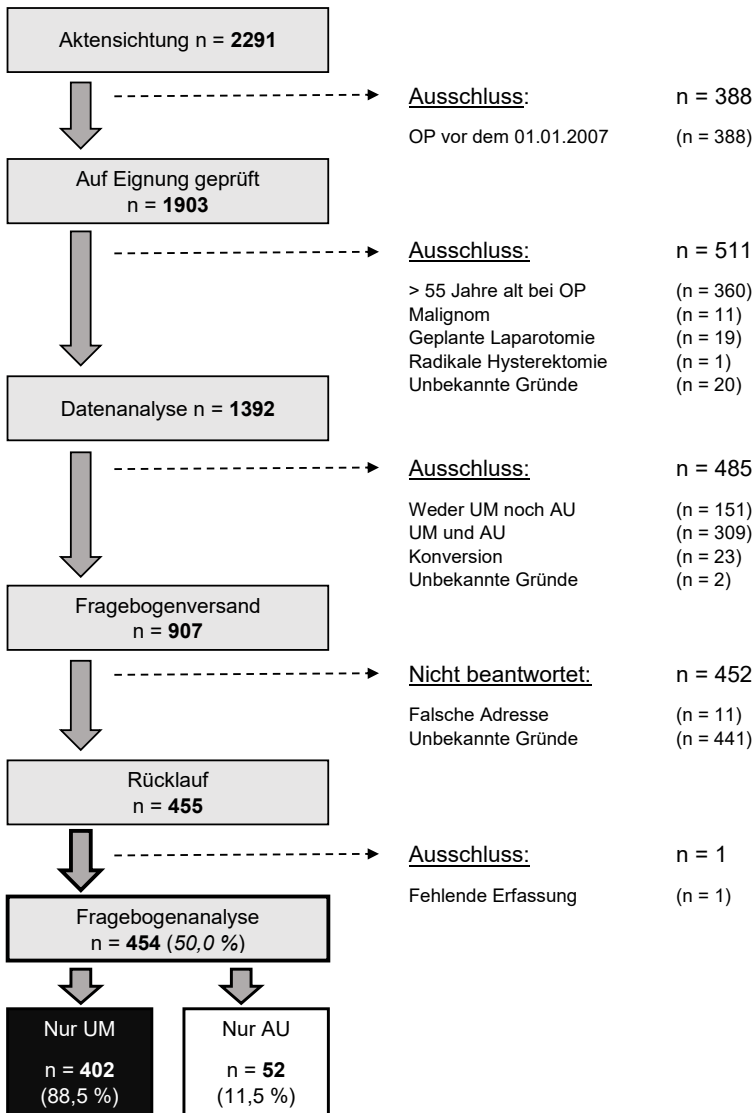 Aktensichtung n = 2291
Ausschluss: n = 388
OP vor dem 01.01.2007 (n = 388)
Auf Eignung geprüft
n = 1903
Ausschluss: n = 511
> 55 Jahre alt bei OP (n = 360)
Malignom (n = 11)
Geplante Laparotomie (n = 19)
Radikale Hysterektomie (n = 1)
Unbekannte Gründe (n = 20)
Datenanalyse n = 1392
Ausschluss: n = 485
Weder UM noch AU (n = 151)
UM und AU (n = 309)
Konversion (n = 23)
Unbekannte Gründe (n = 2)
Fragebogenversand
n = 907
Nicht beantwortet: n = 452
Falsche Adresse (n = 11)
Unbekannte Gründe (n = 441)
Rücklauf
n = 455
Ausschluss: n = 1
Fehlende Erfassung (n = 1)
Fragebogenanalyse
n = 454 (50,0 %)
Nur UM
n = 402
(88,5 %)
Nur AU
n = 52
(11,5 %)